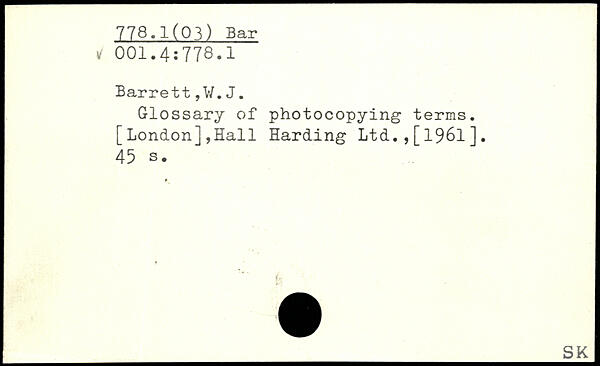 778.1(03) Bar
√ 001.4:778.1
Barrett,W.J.
Glossary of photocopying terms.
[London],Hall Harding Ltd.,[1961].
45 s.
SK